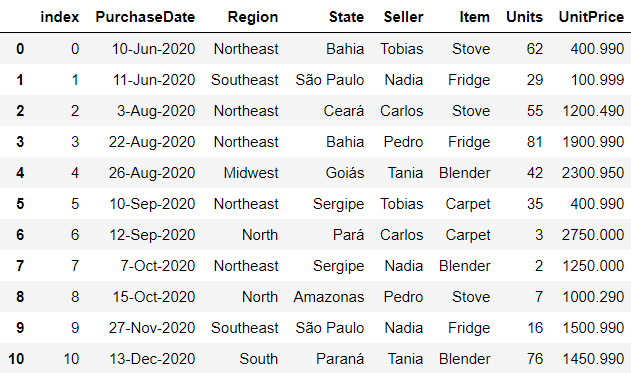 index PurchaseDate Region State Seller Item Units UnitPrice
0 0 10-Jun-2020 Northeast Bahia Tobias Stove 62 400.990
1 1 11-Jun-2020 Southeast São Paulo Nadia Fridge 29 100.999
2 2 3-Aug-2020 Northeast Ceará Carlos Stove 55 1200.490
3 3 22-Aug-2020 Northeast Bahia Pedro Fridge 81 1900.990
4 4 26-Aug-2020 Midwest Goiás Tania Blender 42 2300.950
5 5 10-Sep-2020 Northeast Sergipe Tobias Carpet 35 400.990
6 6 12-Sep-2020 North Pará Carlos Carpet 3 2750.000
7 7 7-Oct-2020 Northeast Sergipe Nadia Blender 2 1250.000
8 8 15-Oct-2020 North Amazonas Pedro Stove 7 1000.290
9 9 27-Nov-2020 Southeast São Paulo Nadia Fridge 16 1500.990
10 10 13-Dec-2020 South Paraná Tania Blender 76 1450.990